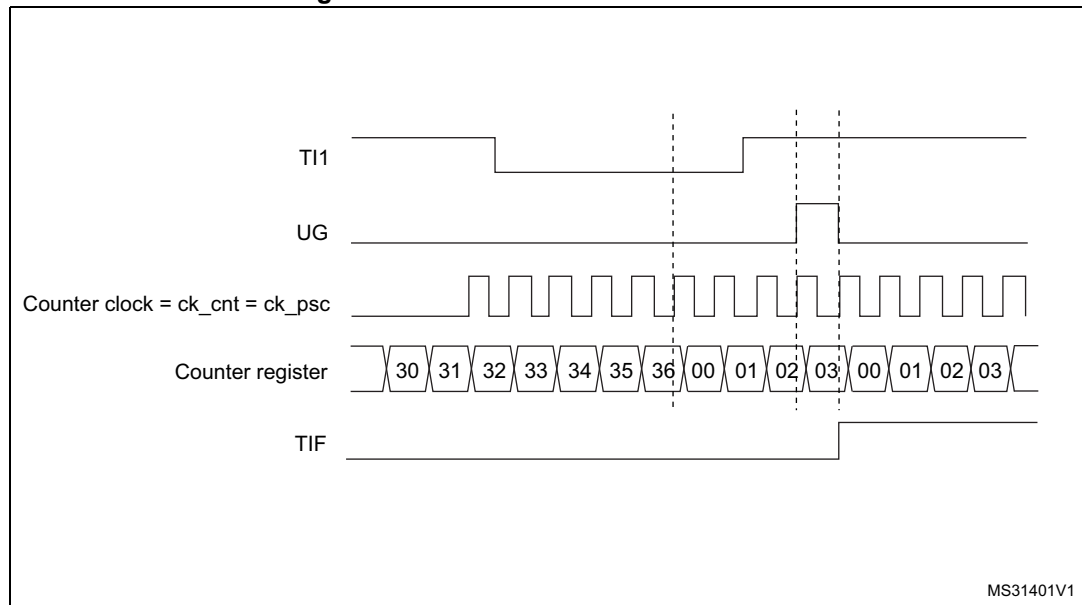 TI1
UG
Counter clock = ck_cnt = ck_psc
Counter register 30 31 32 33 34 35 36 00 01 02 03 00 01 02 03
TIF
MS31401V1